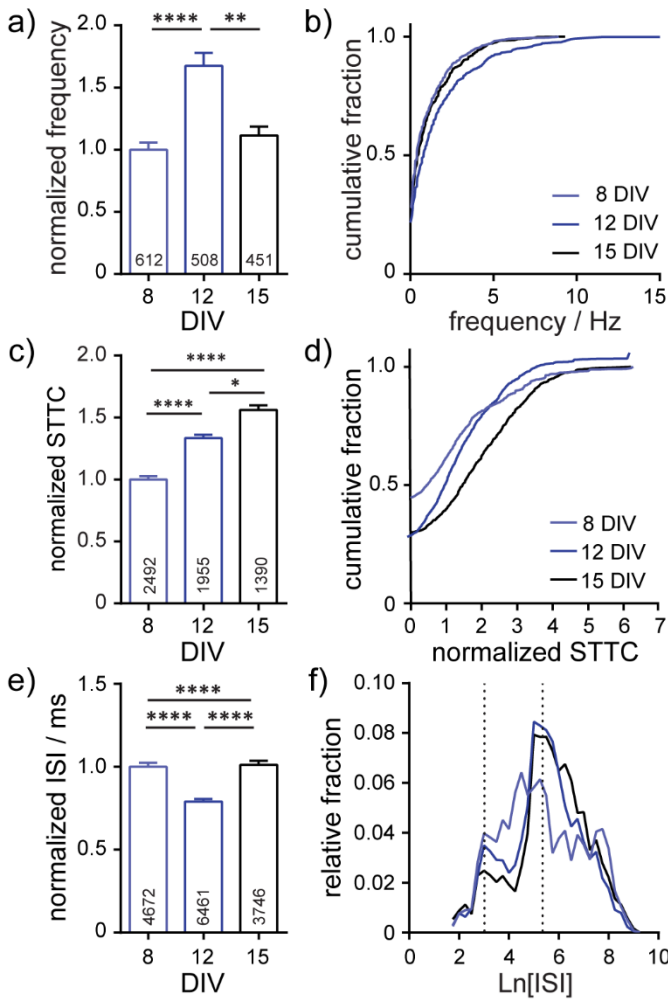 a)
normalized frequency
2.0
1.5
1.0
0.5
0
**** **
612 508 451
8 12 15
DIV
b)
cumulative fraction
1.0
0.5
0 5 10 15
frequency / Hz
8 DIV
12 DIV
15 DIV
c)
normalized STTC
2.0
1.5
1.0
0.5
0
****
**** *
2492 1955 1390
8 12 15
DIV
d)
cumulative fraction
1.0
0.5
0 1 2 3 4 5 6 7
normalized STTC
8 DIV
12 DIV
15 DIV
e)
normalized ISI / ms
1.5
1.0
0.5
0
****
**** ****
4672 6461 3746
8 12 15
DIV
f)
relative fraction
0.10
0.08
0.06
0.04
0.02
0
0 2 4 6 8 10
Ln[ISI]